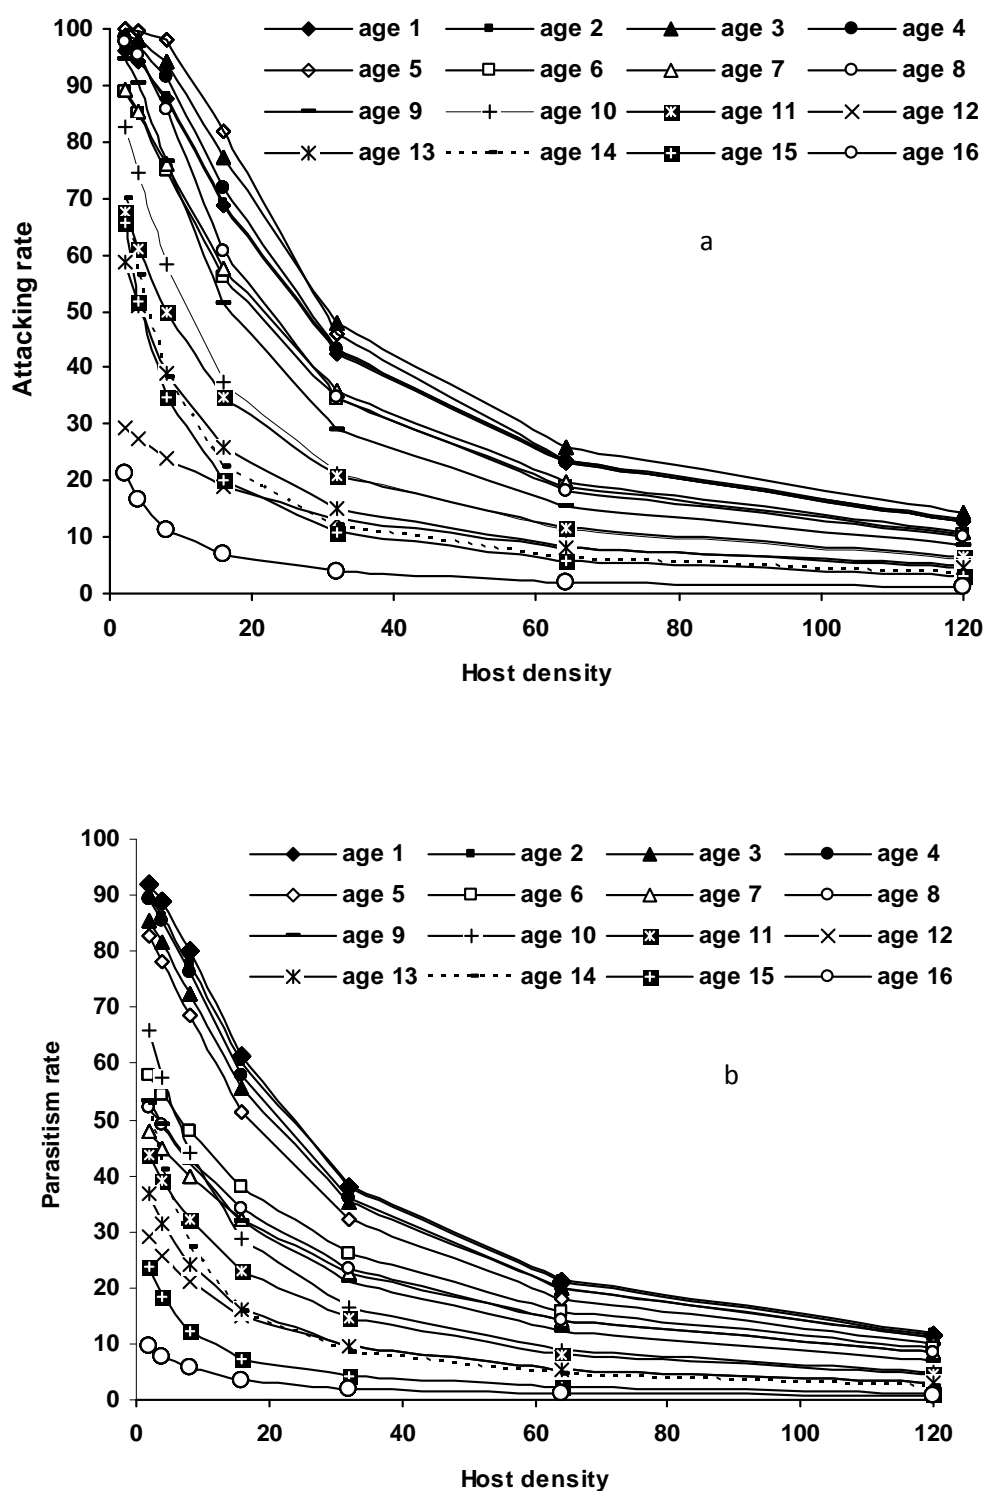 100
90
80
70
60
50
40
30
20
10
0
Attacking rate
age 1 age 2 age 3 age 4
age 5 age 6 age 7 age 8
age 9 age 10 age 11 age 12
age 13 age 14 age 15 age 16
a
0 20 40 60 80 100 120
Host density
100
90
80
70
60
50
40
30
20
10
0
Parasitism rate
age 1 age 2 age 3 age 4
age 5 age 6 age 7 age 8
age 9 age 10 age 11 age 12
age 13 age 14 age 15 age 16
b
0 20 40 60 80 100 120
Host density